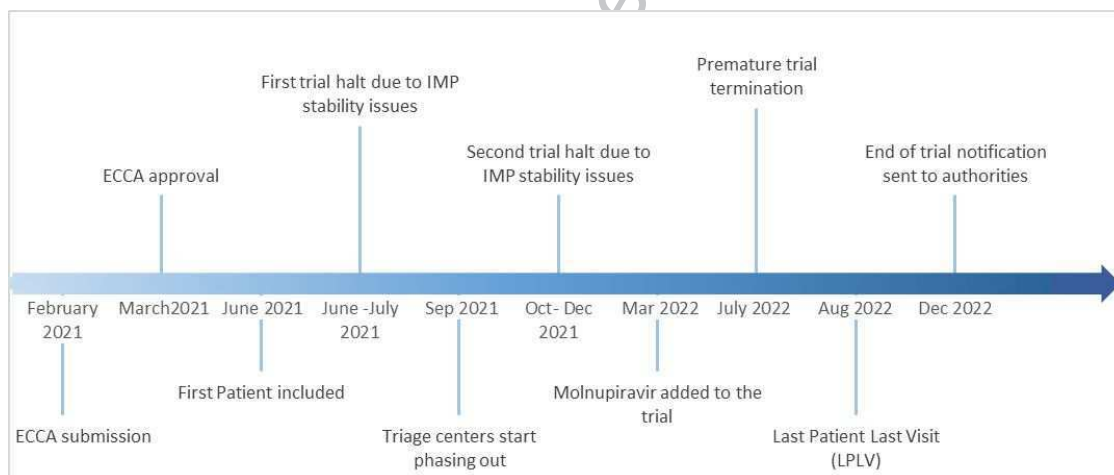 First trial halt due to IMP
stability issues
Premature trial
termination
ECCA approval
Second trial halt due to
IMP stability issues
End of trial notification
sent to authorities
February
2021
March2021
June 2021
June -July
2021
Sep 2021
Oct- Dec
2021
Mar 2022
July 2022
Aug 2022
Dec 2022
First Patient included
Molnupiravir added to the
trial
ECCA submission
Triage centers start
phasing out
Last Patient Last Visit
(LPLV)